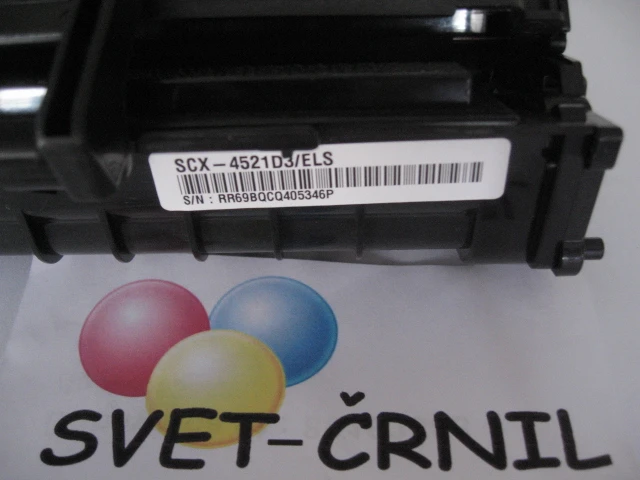 SCX-4521D3/ELS
S/N : RR69BQCQ405346P
SVET-ČRNIL